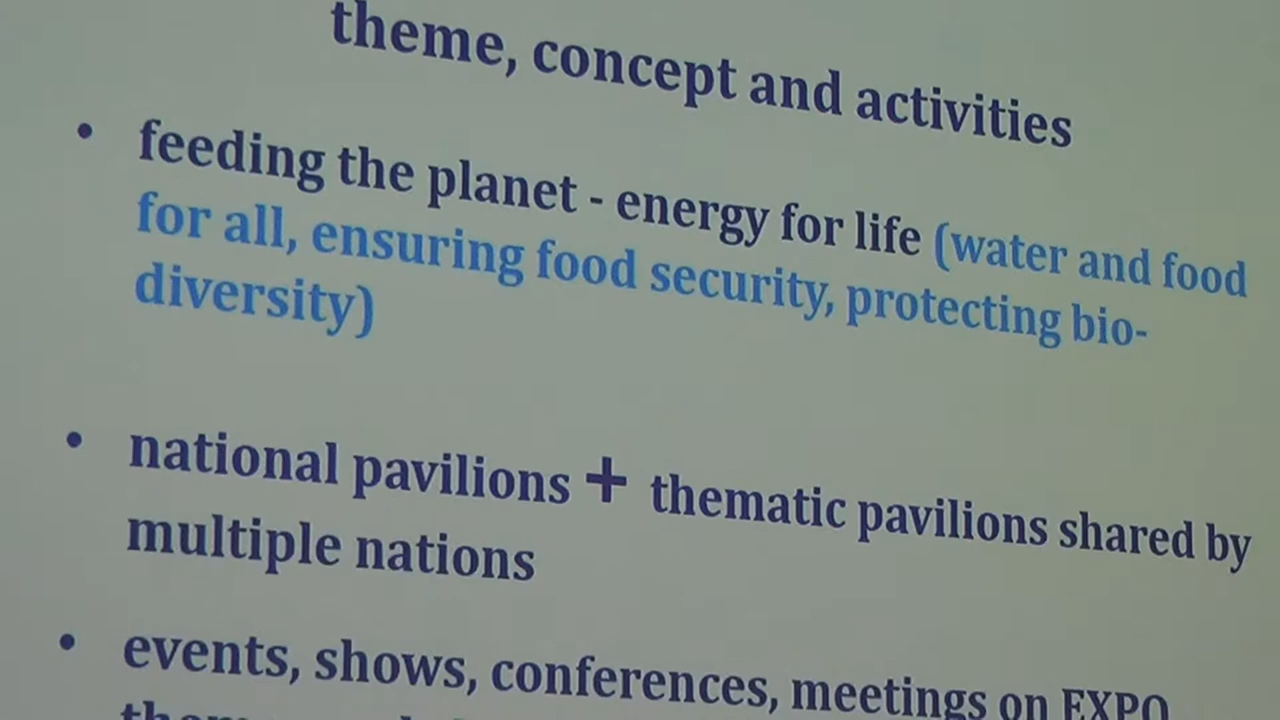 theme, concept and activities
• feeding the planet - energy for life (water and food
for all, ensuring food security, protecting bio-
diversity)
• national pavilions + thematic pavilions shared by
multiple nations
• events, shows, conferences, meetings on EXPO